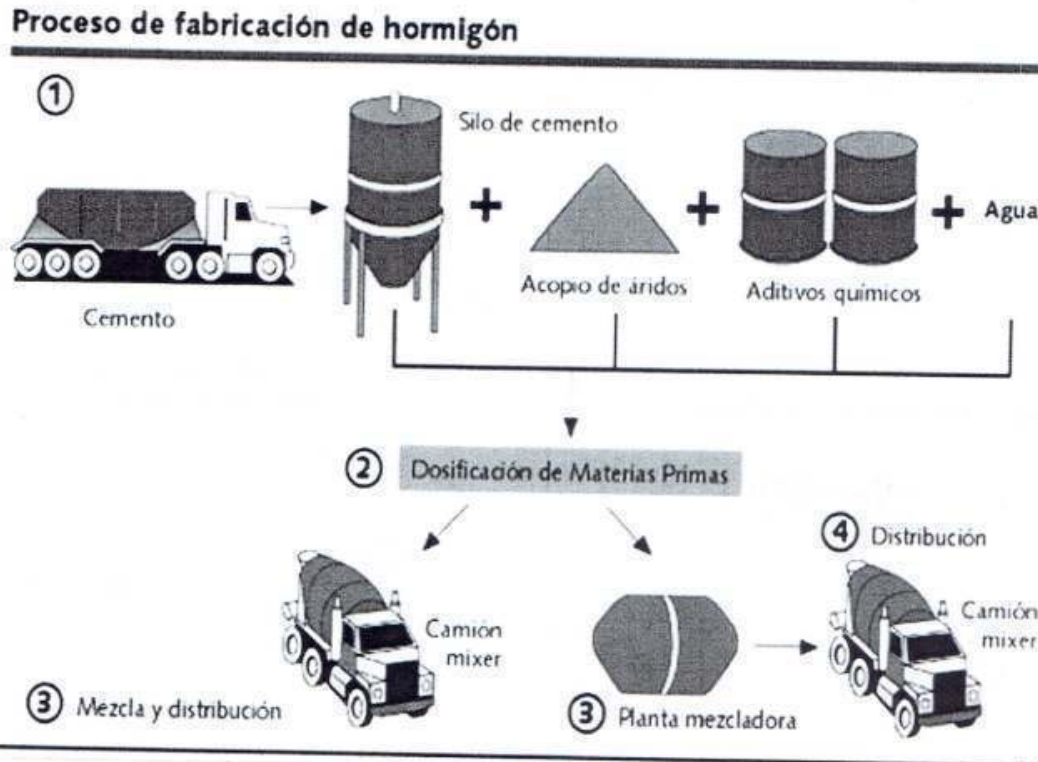 Proceso de fabricación de hormigón
1
Silo de cemento
+
+
+
Agua
Cemento
Acopio de áridos
Aditivos químicos
2 Dosificación de Materias Primas
4 Distribución
Camión
mixer
Camión
mixer
3 Mezcla y distribución
3 Planta mezcladora